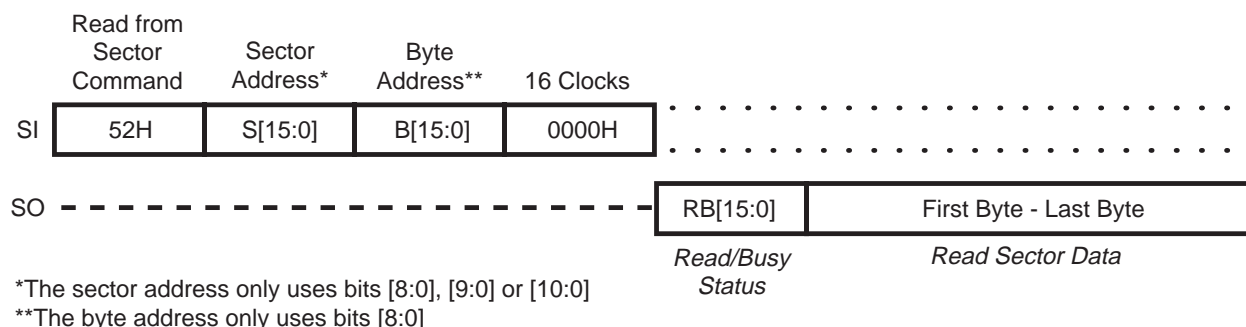 Read from
Sector
Command
Sector
Address*
Byte
Address**
16 Clocks
SI
52H
S[15:0]
B[15:0]
0000H
SO
RB[15:0]
First Byte - Last Byte
Read/Busy
Status
Read Sector Data
*The sector address only uses bits [8:0], [9:0] or [10:0]
**The byte address only uses bits [8:0]